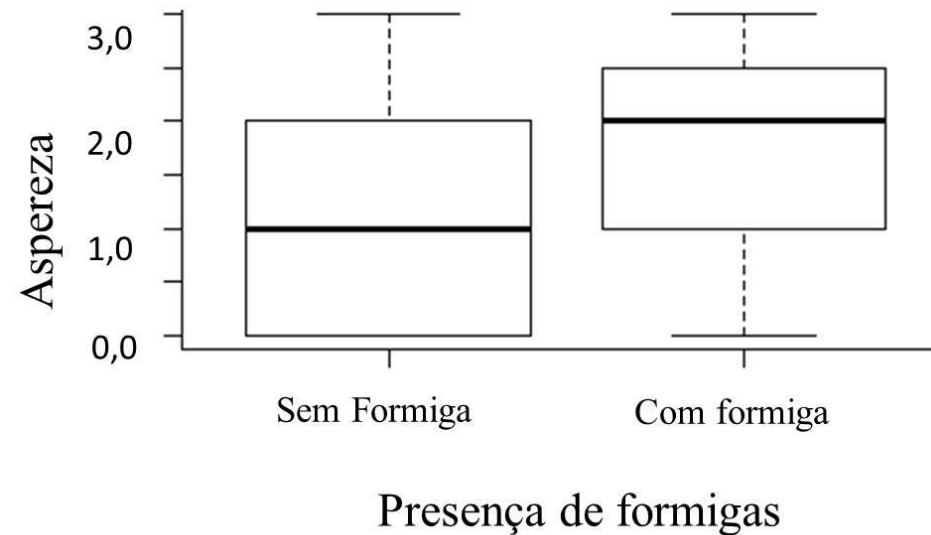 3,0
2,0
1,0
0,0
Aspereza
Sem Formiga
Com formiga
Presença de formigas